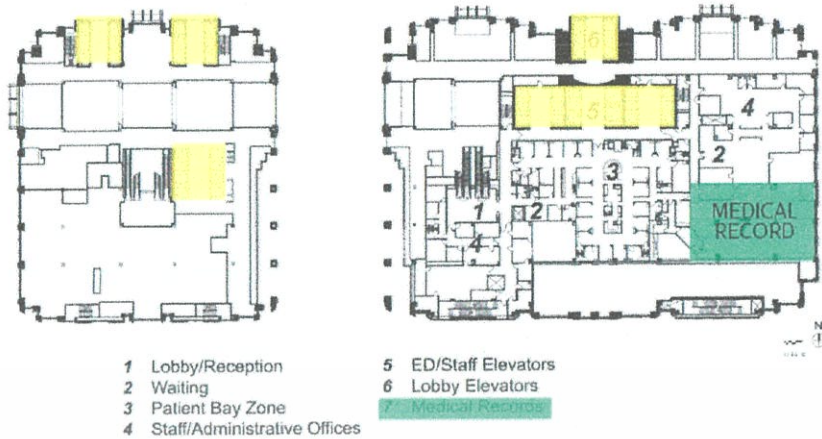 6
5
4
2
3
1
2
4
MEDICAL
RECORD
N
1 Lobby/Reception
2 Waiting
3 Patient Bay Zone
4 Staff/Administrative Offices
5 ED/Staff Elevators
6 Lobby Elevators
7 Medical Records